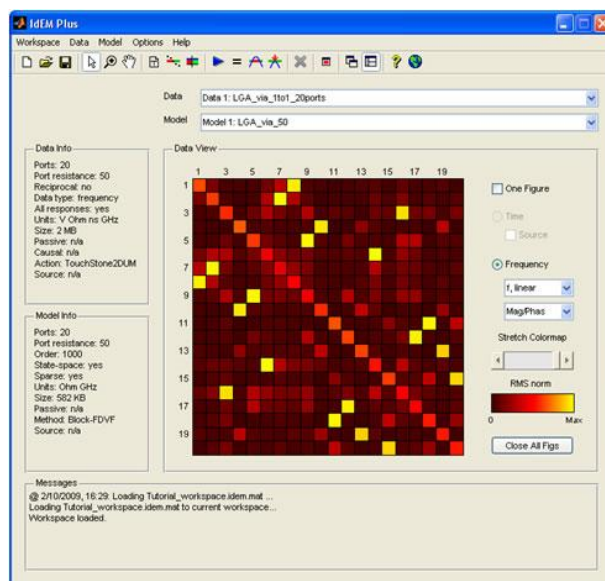 IdEM Plus
Workspace Data Model Options Help
Data Data 1: LGA_via_1to1_20ports
Model Model 1: LGA_via_50
Data Info
Ports: 20
Port resistance: 50
Reciprocal: no
Data type: frequency
All responses: yes
Units: V Ohm ns GHz
Size: 2 MB
Passive: n/a
Causal: n/a
Action: TouchStone2DUM
Source: n/a
Model Info
Ports: 20
Port resistance: 50
Order: 1000
State-space: yes
Sparse: yes
Units: Ohm GHz
Size: 582 KB
Passive: n/a
Method: Block-FDVF
Source: n/a
Data View
1 3 5 7 9 11 13 15 17 19
1
3
5
7
9
11
13
15
17
19
One Figure
Time
Source
Frequency
f, linear
Mag/Phas
Stretch Colormap
RMS norm
0 Max
Close All Figs
Messages
@ 2/10/2009, 16:29: Loading Tutorial_workspace.idem.mat ...
Loading Tutorial_workspace.idem.mat to current workspace...
Workspace loaded.